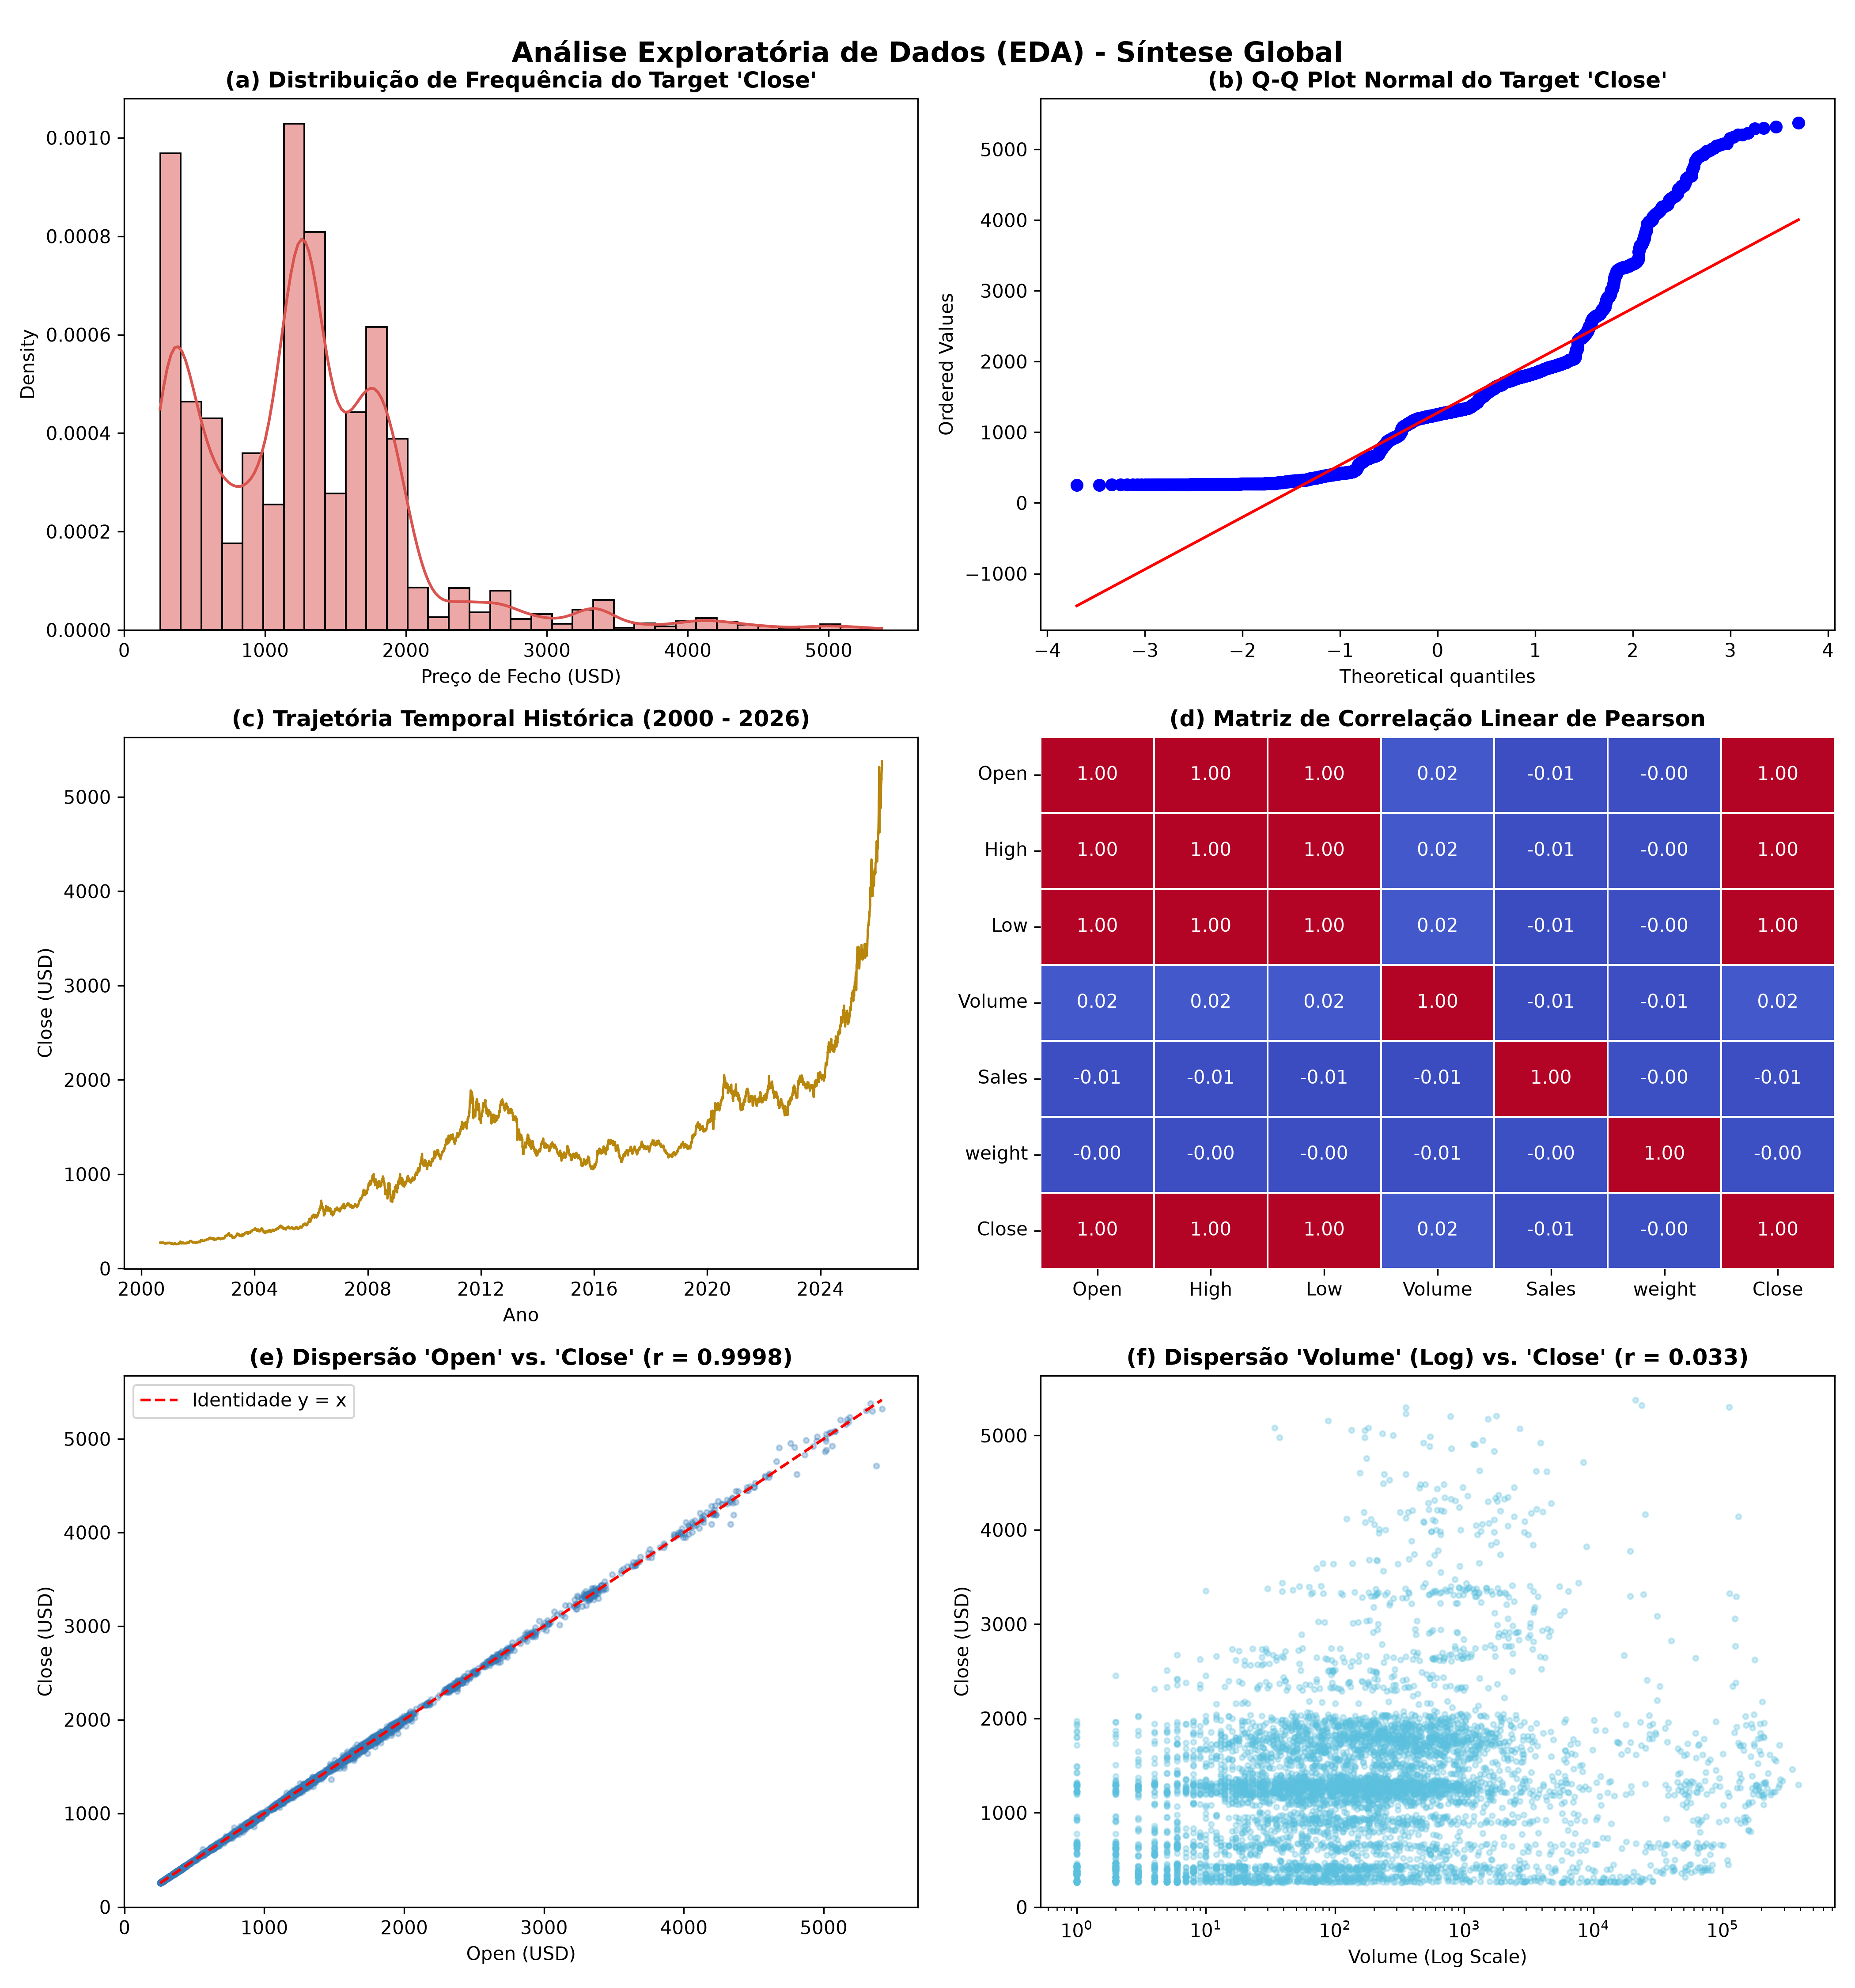 Análise Exploratória de Dados (EDA) - Síntese Global
(a) Distribuição de Frequência do Target 'Close'
0.0010
0.0008
0.0006
0.0004
0.0002
0.0000
Density
0 1000 2000 3000 4000 5000
Preço de Fecho (USD)
(b) Q-Q Plot Normal do Target 'Close'
5000
4000
3000
2000
1000
0
−1000
Ordered Values
−4 −3 −2 −1 0 1 2 3 4
Theoretical quantiles
(c) Trajetória Temporal Histórica (2000 - 2026)
5000
4000
3000
2000
1000
0
Close (USD)
2000 2004 2008 2012 2016 2020 2024
Ano
(d) Matriz de Correlação Linear de Pearson
Open 1.00 1.00 1.00 0.02 -0.01 -0.00 1.00
High 1.00 1.00 1.00 0.02 -0.01 -0.00 1.00
Low 1.00 1.00 1.00 0.02 -0.01 -0.00 1.00
Volume 0.02 0.02 0.02 1.00 -0.01 -0.01 0.02
Sales -0.01 -0.01 -0.01 -0.01 1.00 -0.00 -0.01
weight -0.00 -0.00 -0.00 -0.01 -0.00 1.00 -0.00
Close 1.00 1.00 1.00 0.02 -0.01 -0.00 1.00
Open High Low Volume Sales weight Close
(e) Dispersão 'Open' vs. 'Close' (r = 0.9998)
Identidade y = x
5000
4000
3000
2000
1000
0
Close (USD)
0 1000 2000 3000 4000 5000
Open (USD)
(f) Dispersão 'Volume' (Log) vs. 'Close' (r = 0.033)
5000
4000
3000
2000
1000
0
Close (USD)
10⁰ 10¹ 10² 10³ 10⁴ 10⁵
Volume (Log Scale)